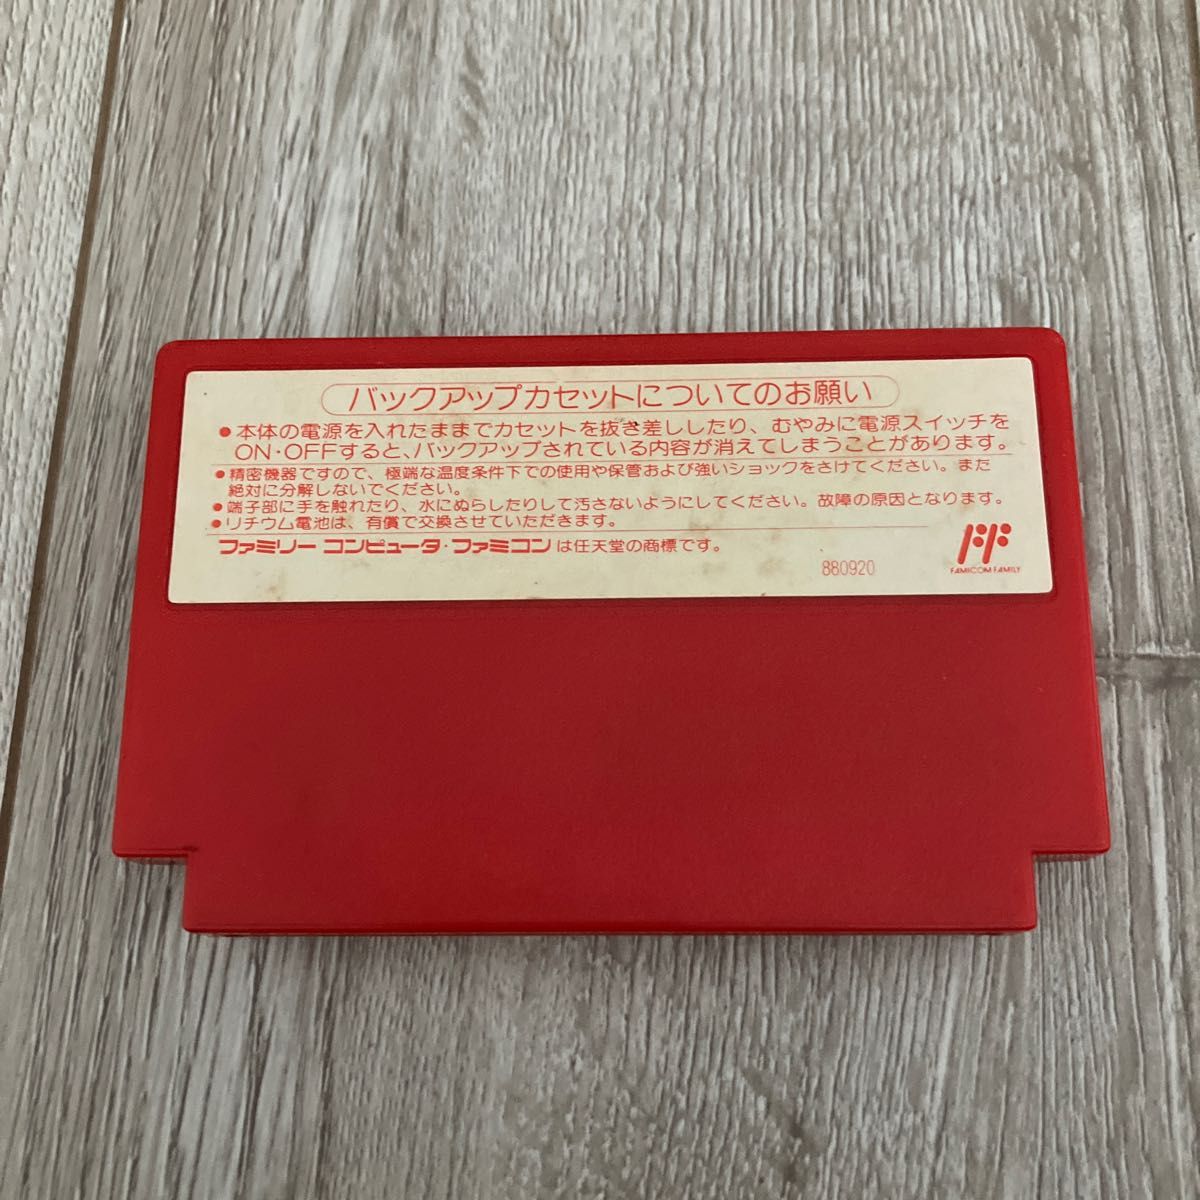 バックアップカセットについてのお願い
●本体の電源を入れたままでカセットを抜き差ししたり、むやみに電源スイッチを
ON・OFFすると、バックアップされている内容が消えてしまうことがあります。
●精密機器ですので、極端な温度条件下での使用や保管および強いショックをさけてください。また
絶対に分解しないでください。
●端子部に手を触れたり、水にぬらしたりして汚さないようにしてください。故障の原因となります。
●リチウム電池は、有償で交換させていただきます。
ファミリー コンピュータ・ファミコンは任天堂の商標です。
880920
FAMICOM FAMILY